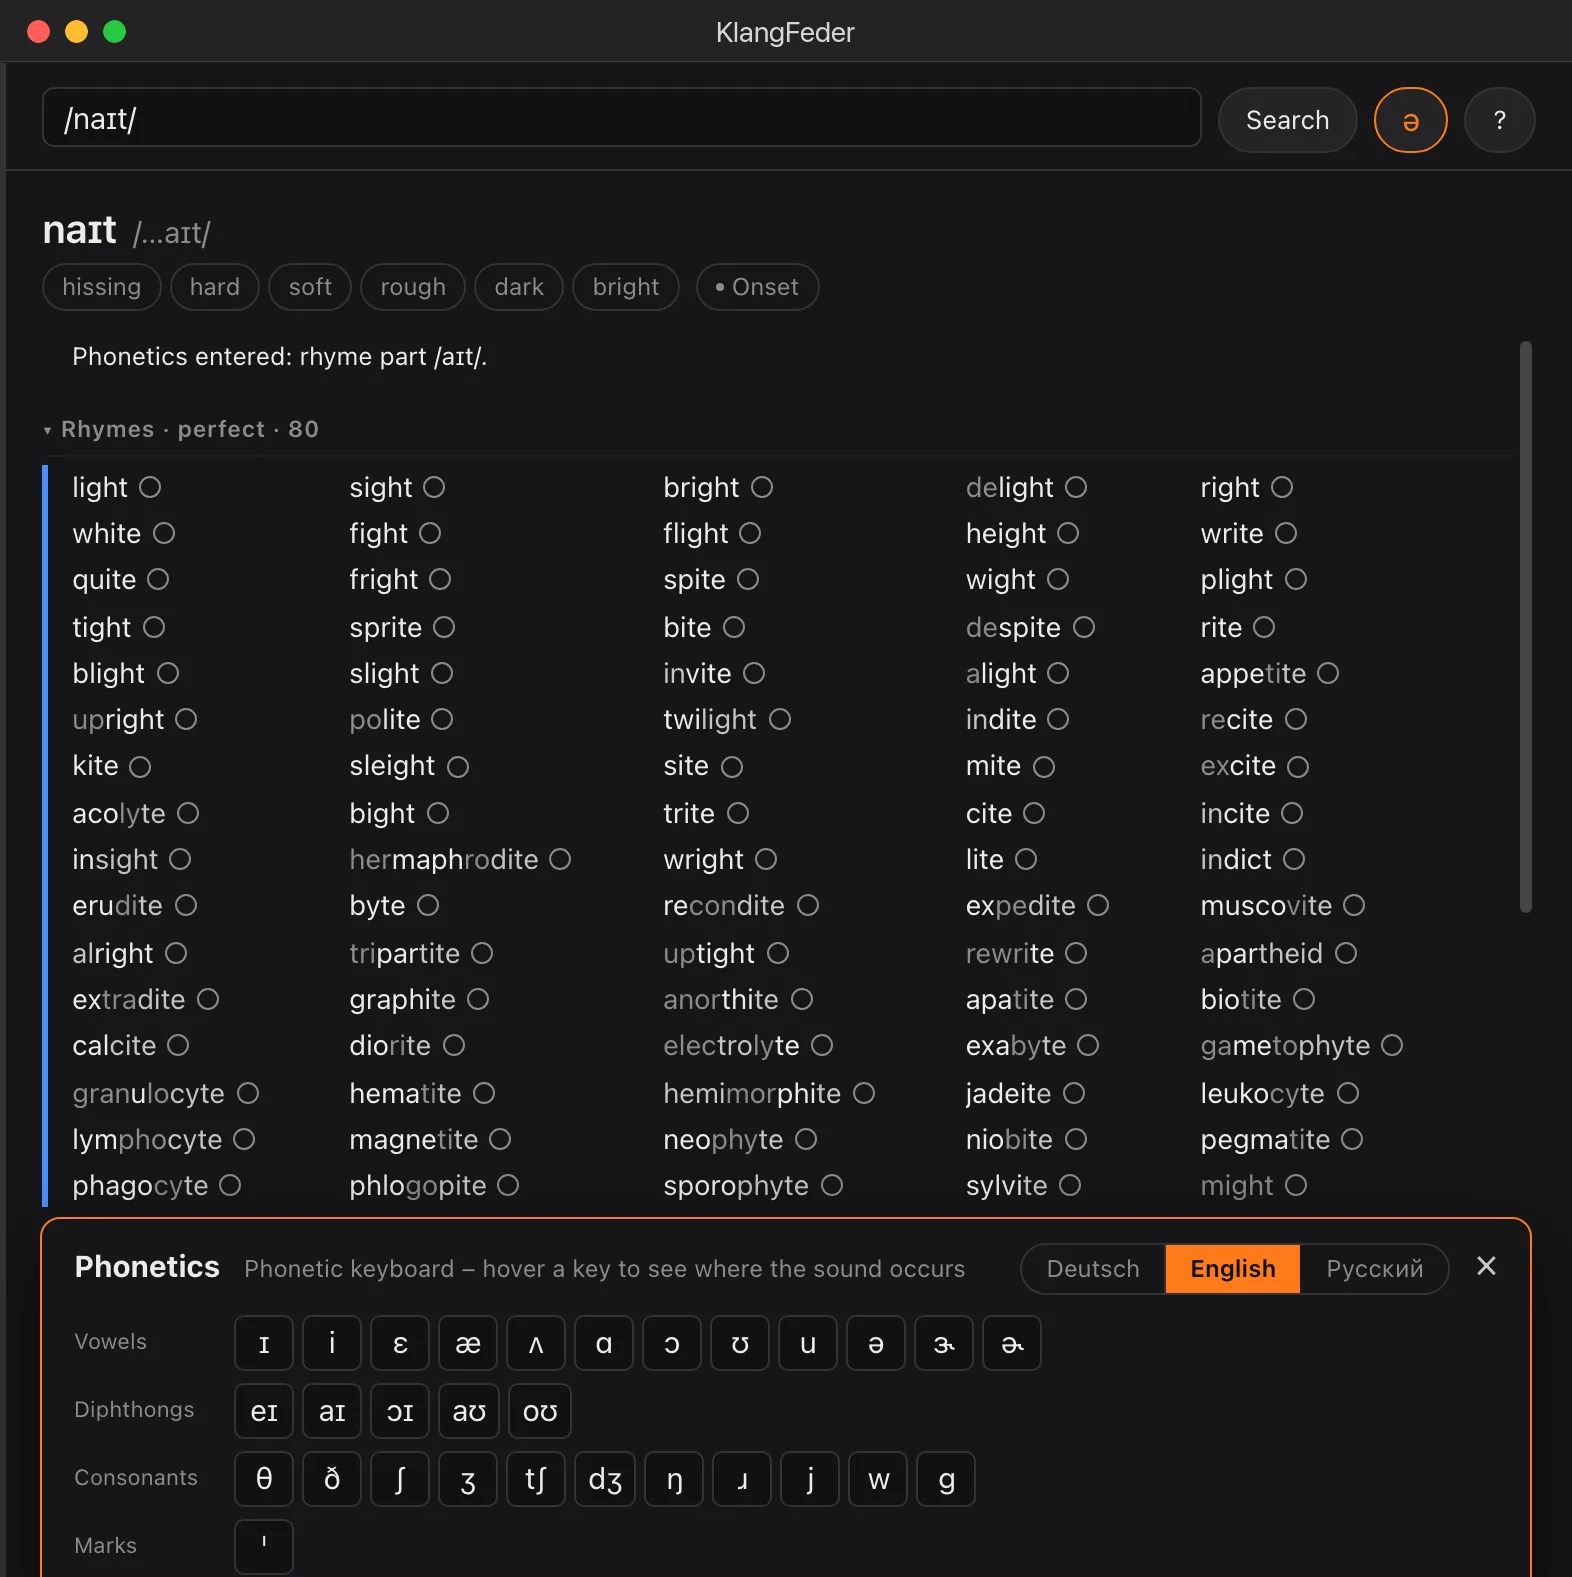 KlangFeder
/naɪt/ Search ə ?
naɪt /…aɪt/
hissing hard soft rough dark bright • Onset
Phonetics entered: rhyme part /aɪt/.
▾ Rhymes · perfect · 80
light sight bright delight right
white fight flight height write
quite fright spite wight plight
tight sprite bite despite rite
blight slight invite alight appetite
upright polite twilight indite recite
kite sleight site mite excite
acolyte bight trite cite incite
insight hermaphrodite wright lite indict
erudite byte recondite expedite muscovite
alright tripartite uptight rewrite apartheid
extradite graphite anorthite apatite biotite
calcite diorite electrolyte exabyte gametophyte
granulocyte hematite hemimorphite jadeite leukocyte
lymphocyte magnetite neophyte niobite pegmatite
phagocyte phlogopite sporophyte sylvite might
Phonetics Phonetic keyboard – hover a key to see where the sound occurs Deutsch English Русский ✕
Vowels ɪ i ɛ æ ʌ ɑ ɔ ʊ u ə ɝ ɚ
Diphthongs eɪ aɪ ɔɪ aʊ oʊ
Consonants θ ð ʃ ʒ tʃ dʒ ŋ ɹ j w ɡ
Marks ˈ